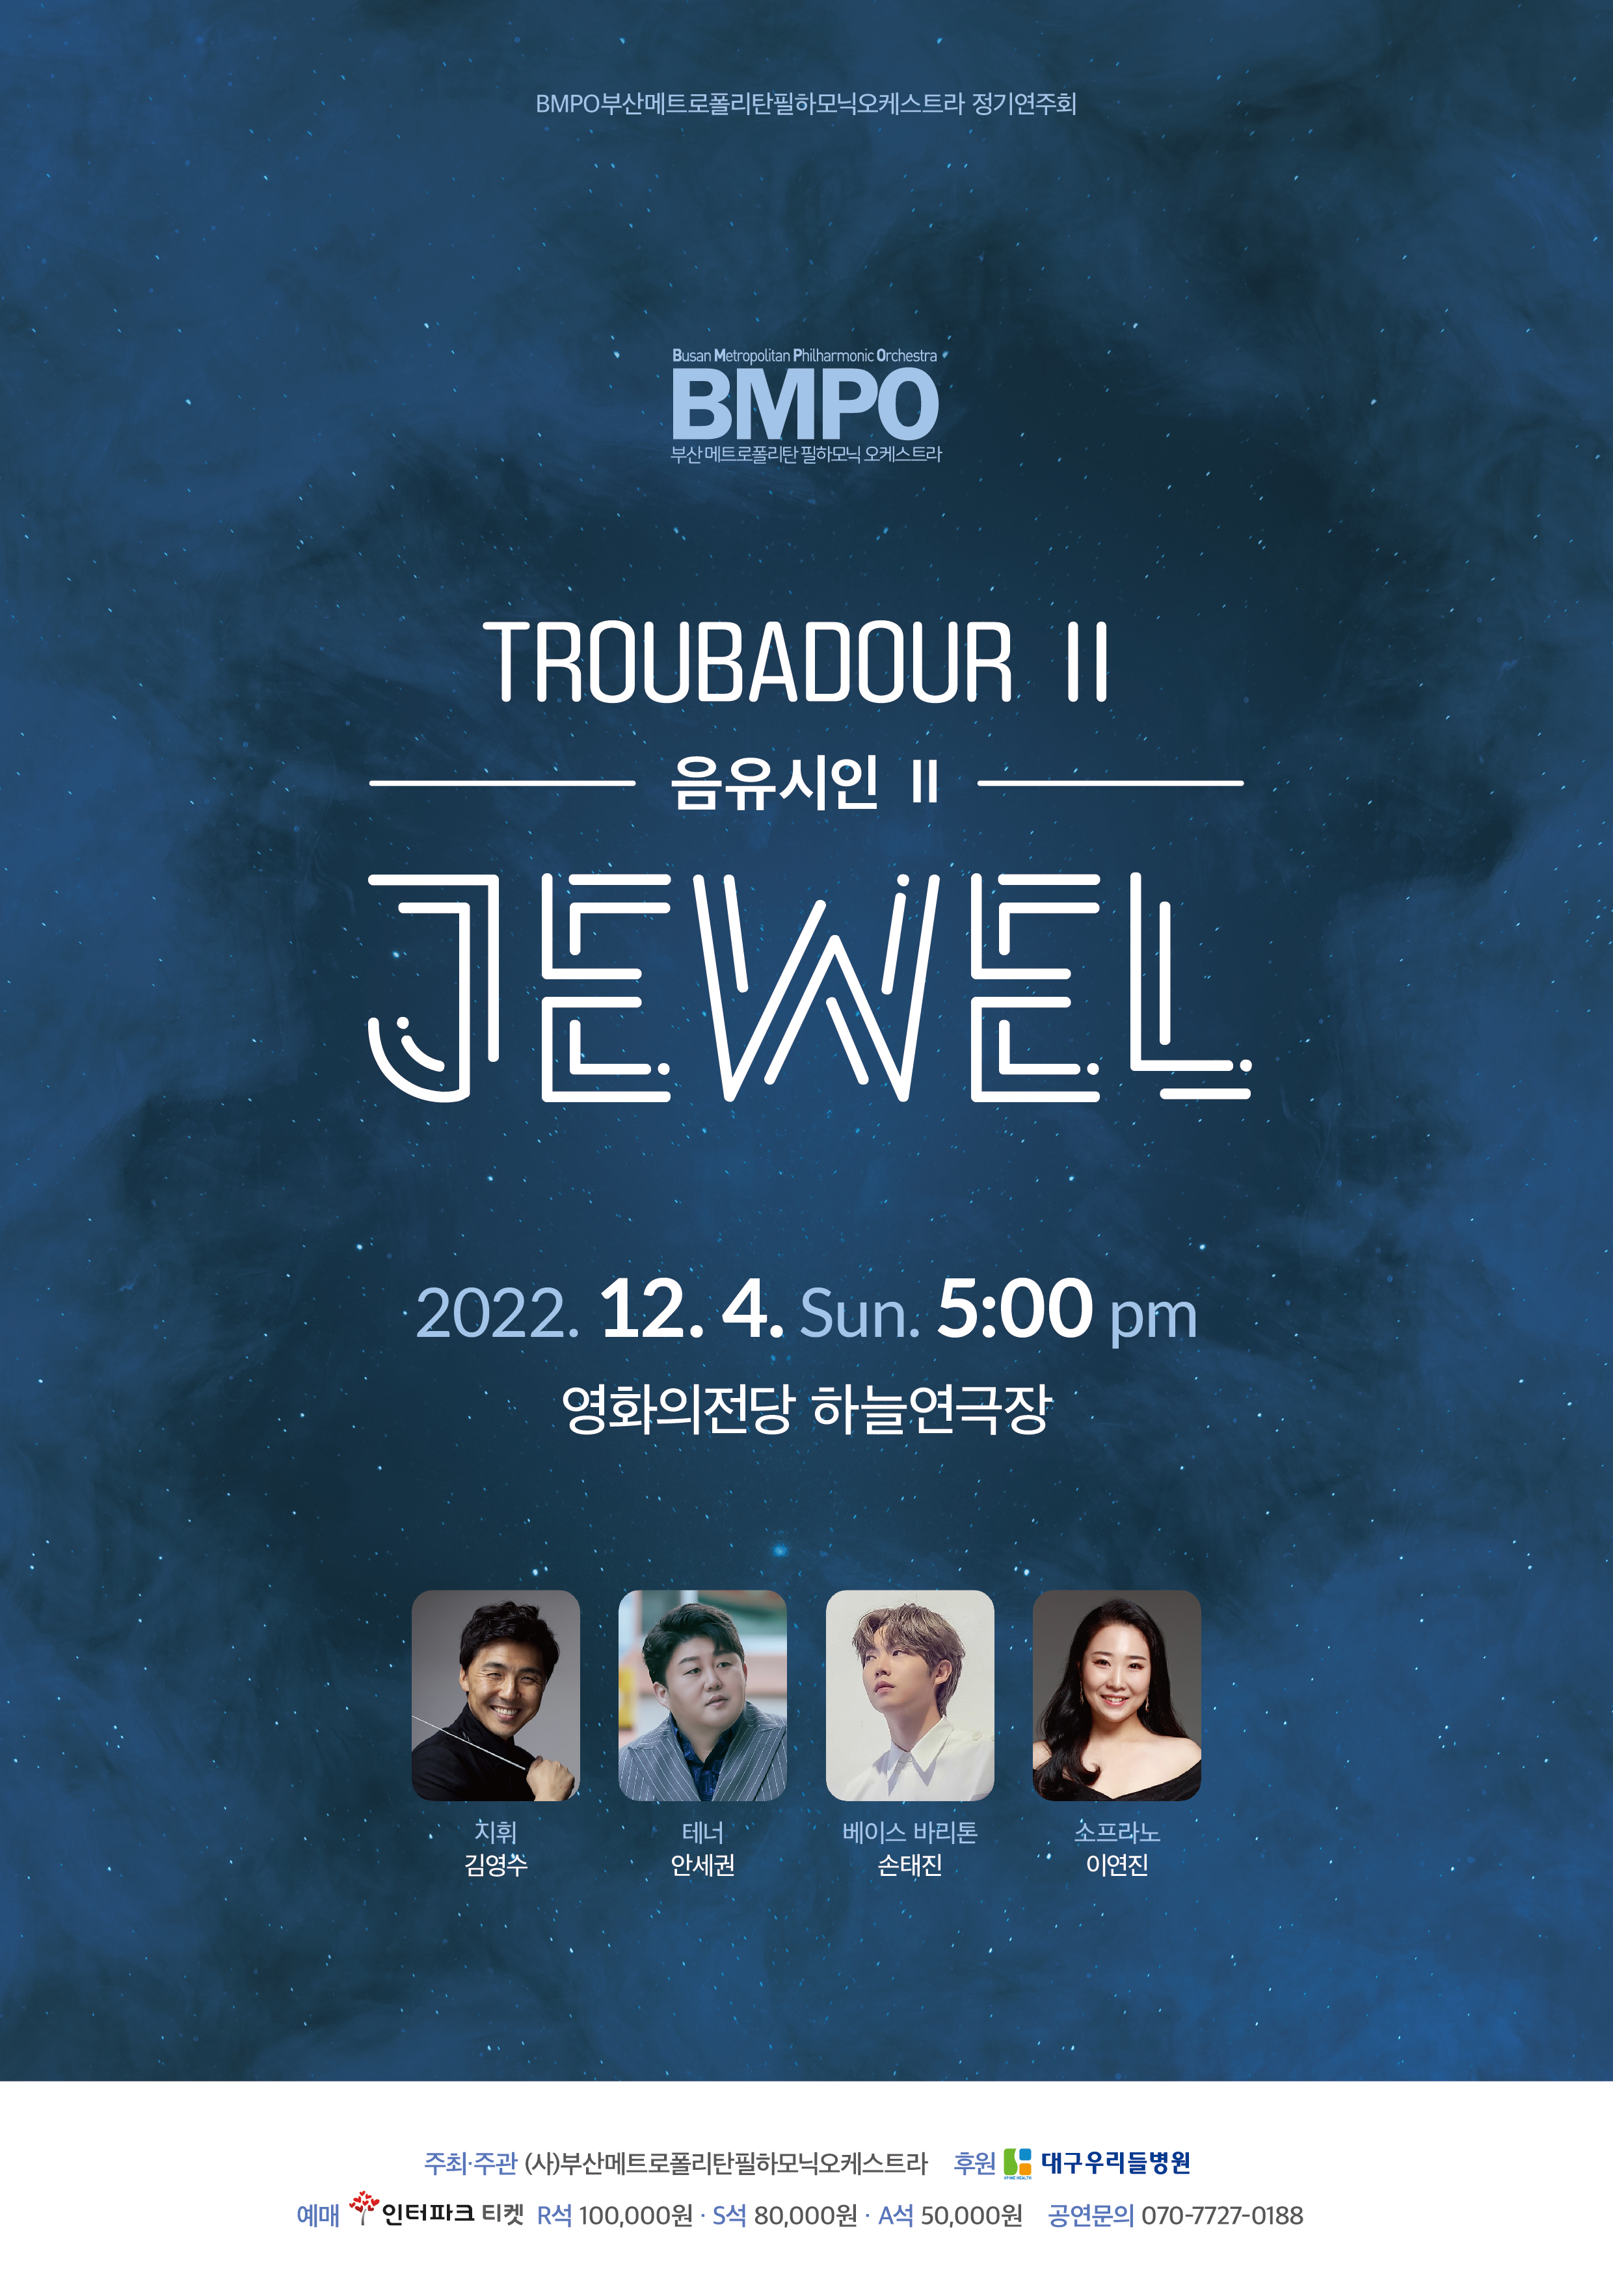 BMPO부산메트로폴리탄필하모닉오케스트라 정기연주회
Busan Metropolitan Philharmonic Orchestra
BMPO
부산 메트로폴리탄 필하모닉 오케스트라
TROUBADOUR II
음유시인 II
JEWEL
2022. 12. 4. Sun. 5:00 pm
영화의전당 하늘연극장
지휘 테너 베이스 바리톤 소프라노
김영수 안세권 손태진 이연진
주최·주관 (사)부산메트로폴리탄필하모닉오케스트라 후원 SPINE HEALTH 대구우리들병원
예매 인터파크 티켓 R석 100,000원 · S석 80,000원 · A석 50,000원 공연문의 070-7727-0188